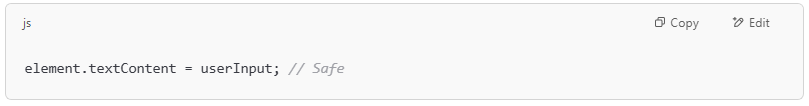 js Copy Edit
element.textContent = userInput; // Safe